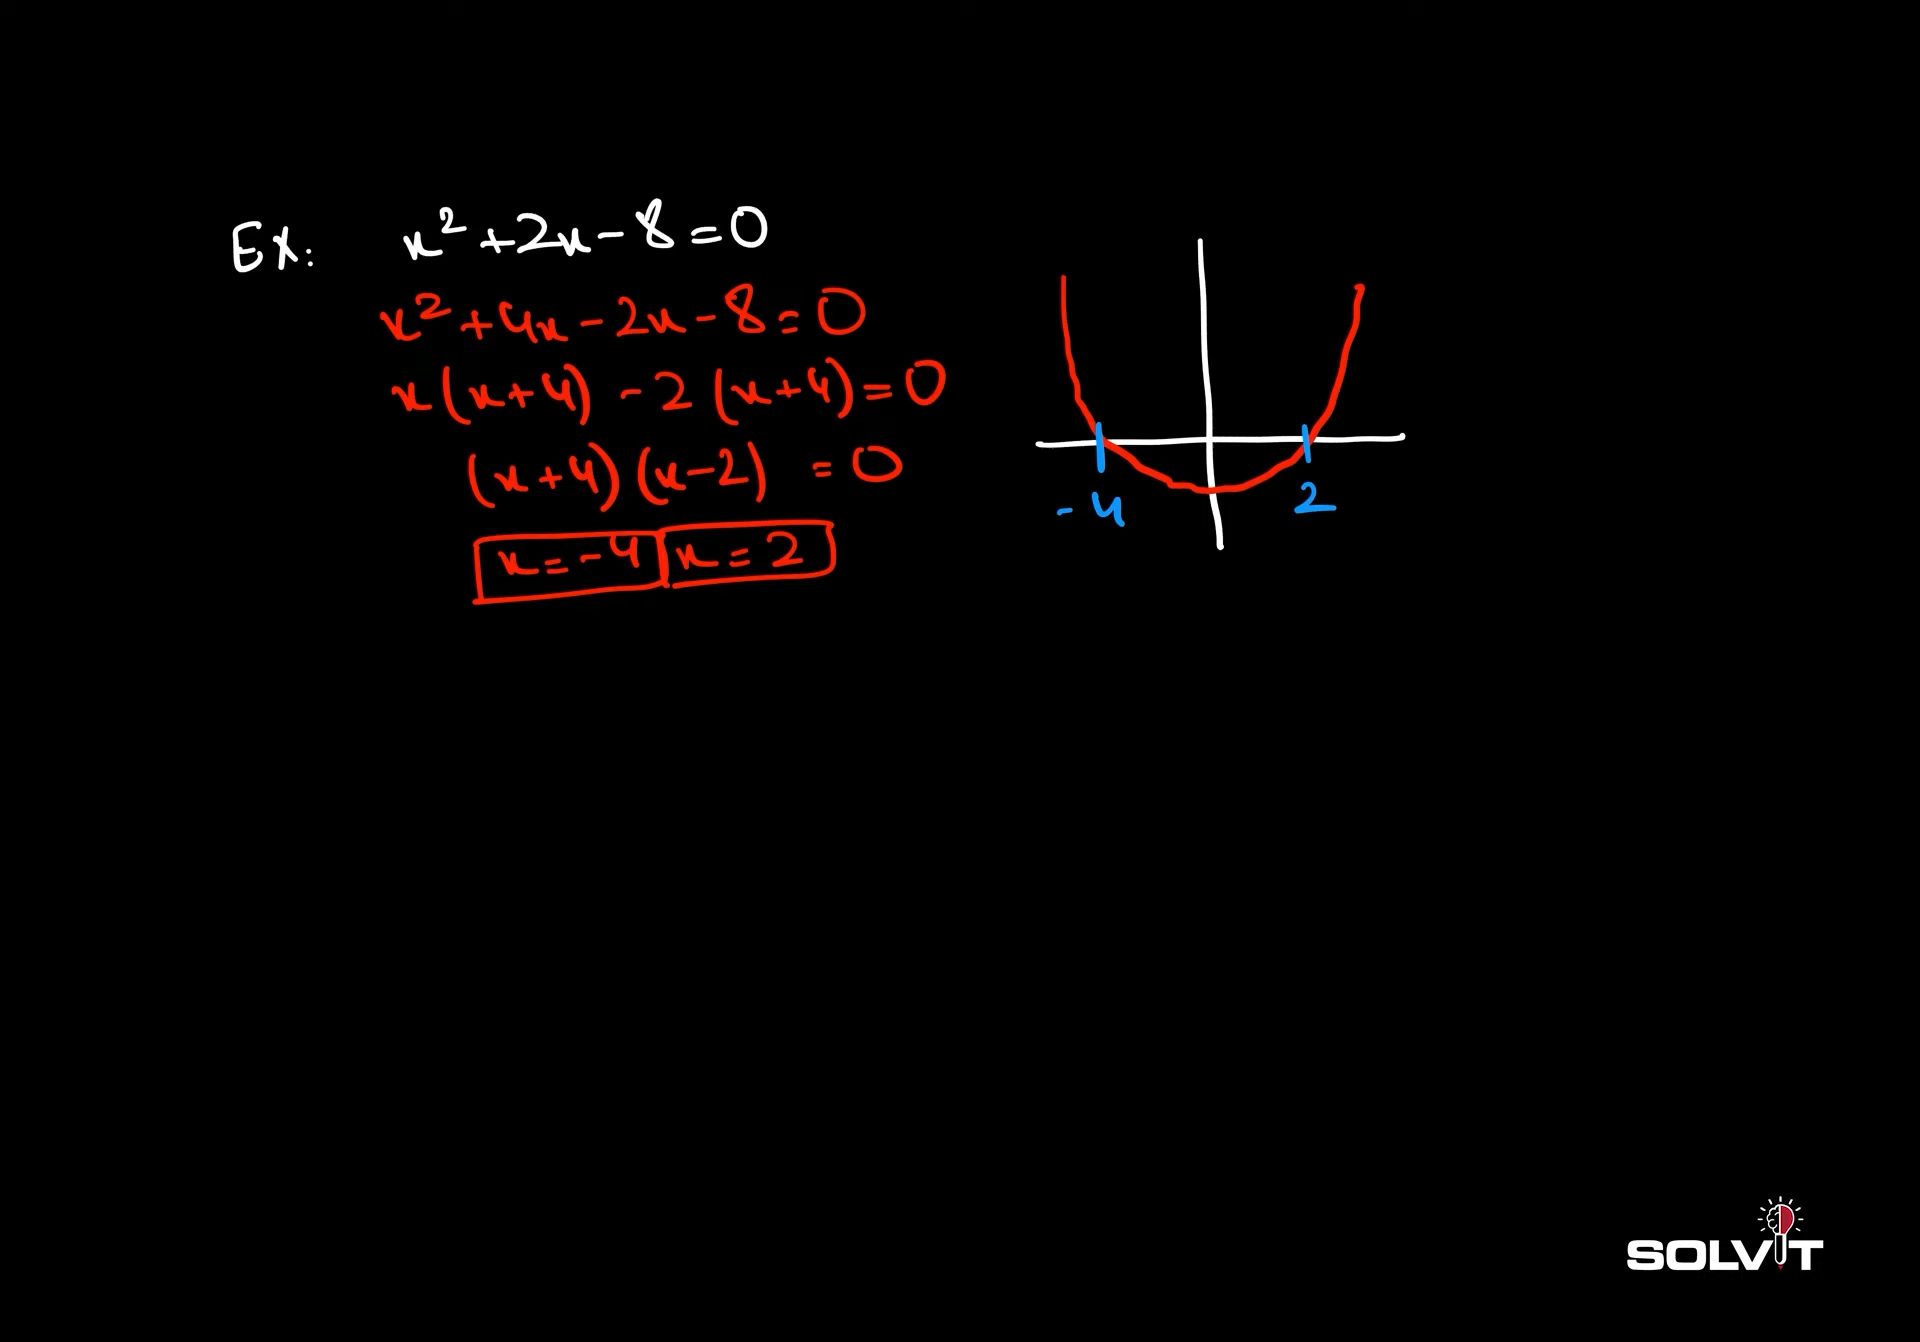 Ex: x² + 2x - 8 = 0
x² + 4x - 2x - 8 = 0
x(x+4) - 2(x+4) = 0
(x+4)(x-2) = 0
x = -4 x = 2
-4 2
SOLVIT